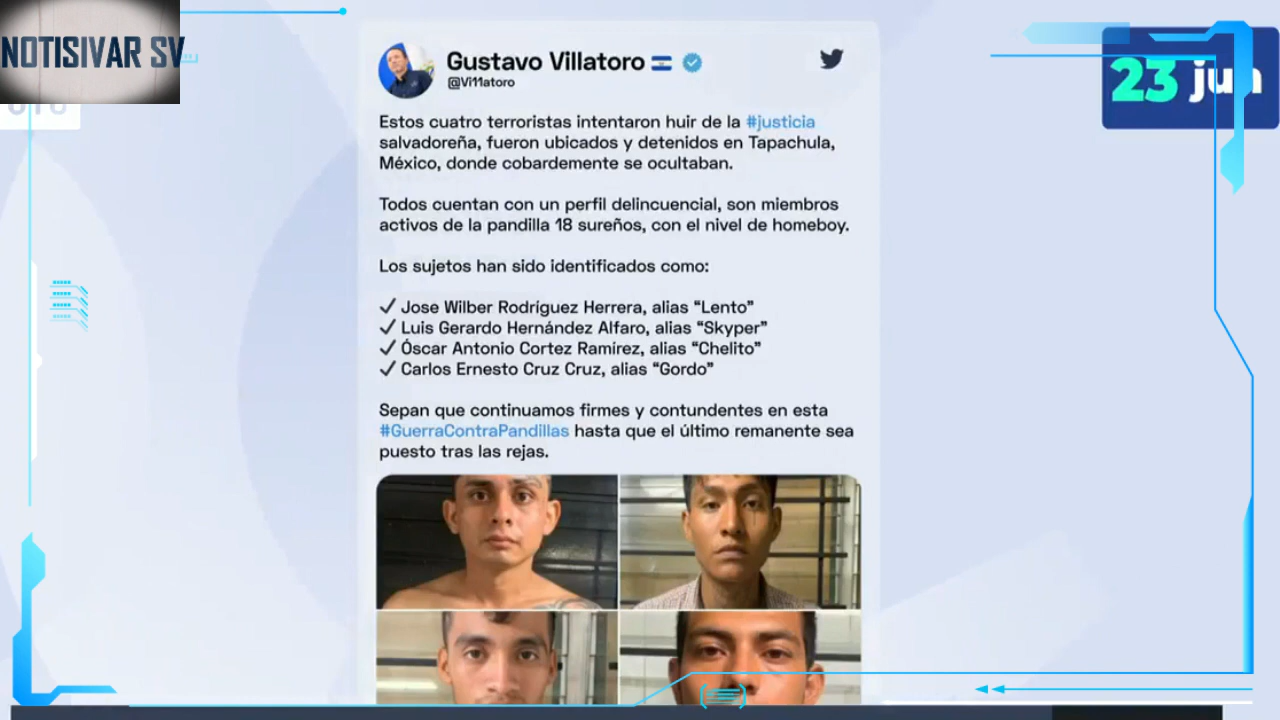 NOTISIVAR SV
23 jun
Gustavo Villatoro
@Vi11atoro
Estos cuatro terroristas intentaron huir de la #justicia
salvadoreña, fueron ubicados y detenidos en Tapachula,
México, donde cobardemente se ocultaban.
Todos cuentan con un perfil delincuencial, son miembros
activos de la pandilla 18 sureños, con el nivel de homeboy.
Los sujetos han sido identificados como:
✓ Jose Wilber Rodríguez Herrera, alias “Lento”
✓ Luis Gerardo Hernández Alfaro, alias “Skyper”
✓ Óscar Antonio Cortez Ramírez, alias “Chelito”
✓ Carlos Ernesto Cruz Cruz, alias “Gordo”
Sepan que continuamos firmes y contundentes en esta
#GuerraContraPandillas hasta que el último remanente sea
puesto tras las rejas.